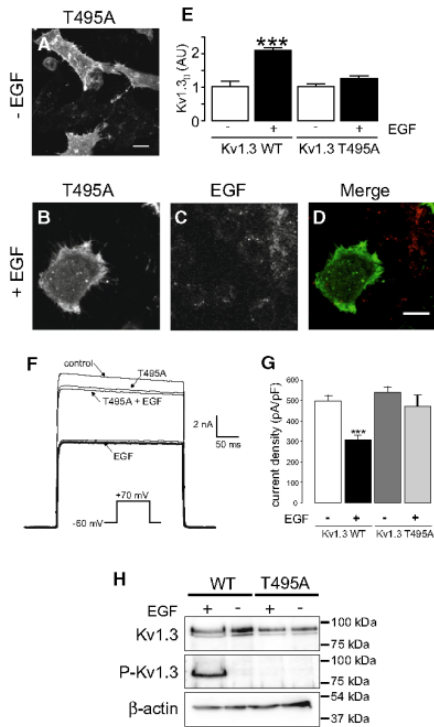 T495A
A
- EGF
E
Kv1.3 (AU)
2
1
0
***
- + - + EGF
Kv1.3 WT Kv1.3 T495A
T495A EGF Merge
B C D
+ EGF
F
control
T495A
T495A + EGF
EGF
2 nA
50 ms
+70 mV
-60 mV
G
current density (pA/pF)
600
500
400
300
200
100
0
***
EGF - + - +
Kv1.3 WT Kv1.3 T495A
H
WT T495A
EGF + - + -
Kv1.3 100 kDa
75 kDa
P-Kv1.3 100 kDa
75 kDa
β-actin 54 kDa
37 kDa